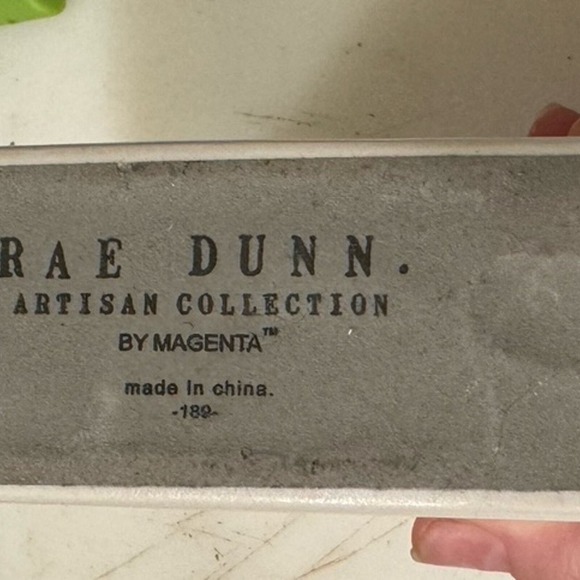 RAE DUNN.
ARTISAN COLLECTION
BY MAGENTA™
made in china.
-189-